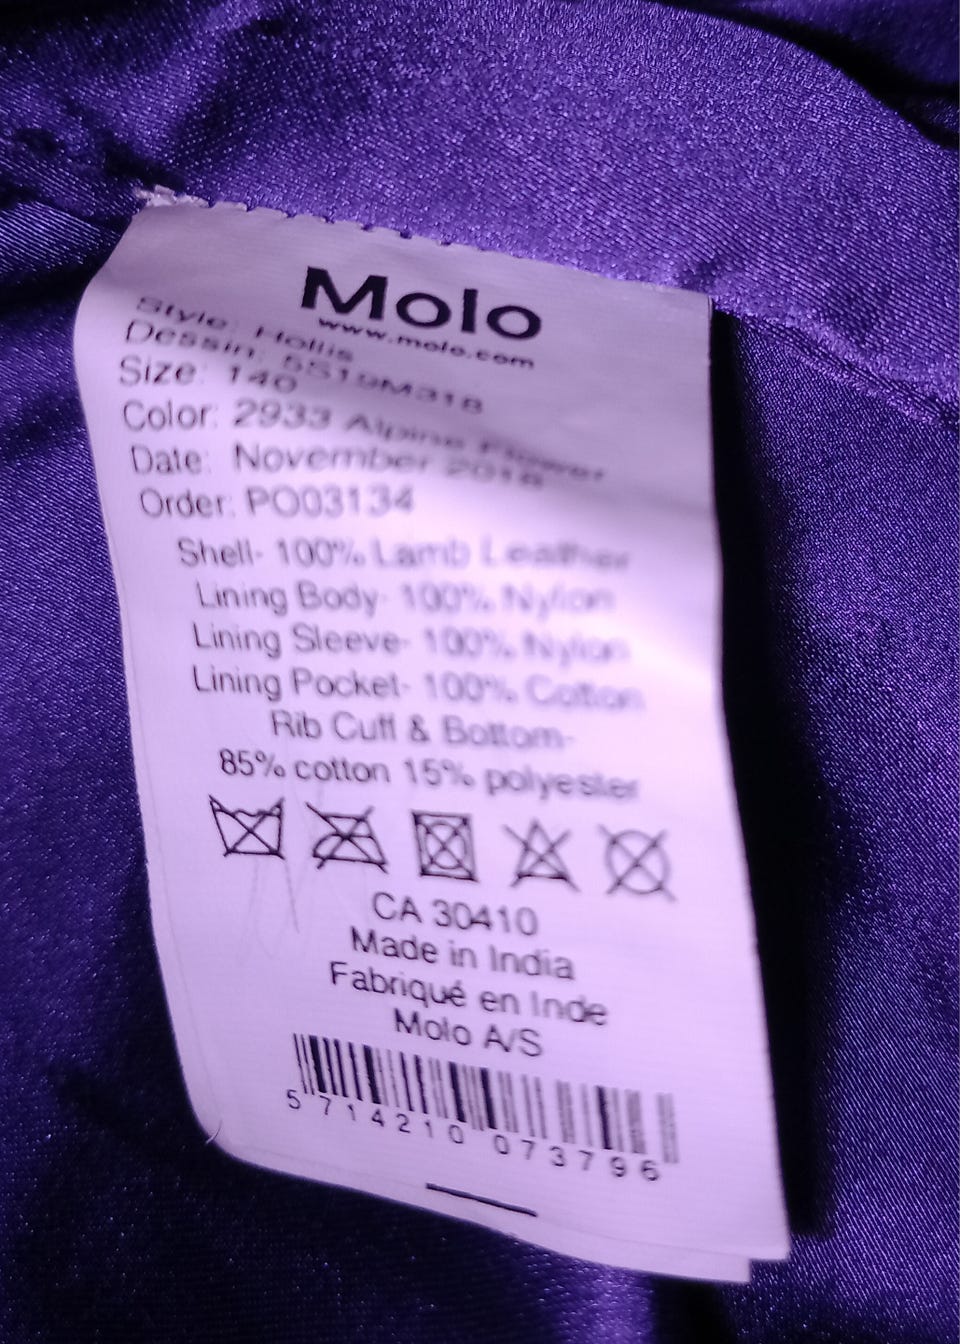 Molo
www.molo.com
Style: Hollis
Dessin: 5S19M318
Size: 140
Color: 2933 Alpine Flower
Date: November 2018
Order: PO03134
Shell- 100% Lamb Leather
Lining Body- 100% Nylon
Lining Sleeve- 100% Nylon
Lining Pocket- 100% Cotton
Rib Cuff & Bottom-
85% cotton 15% polyester
CA 30410
Made in India
Fabriqué en Inde
Molo A/S
5 714210 073796